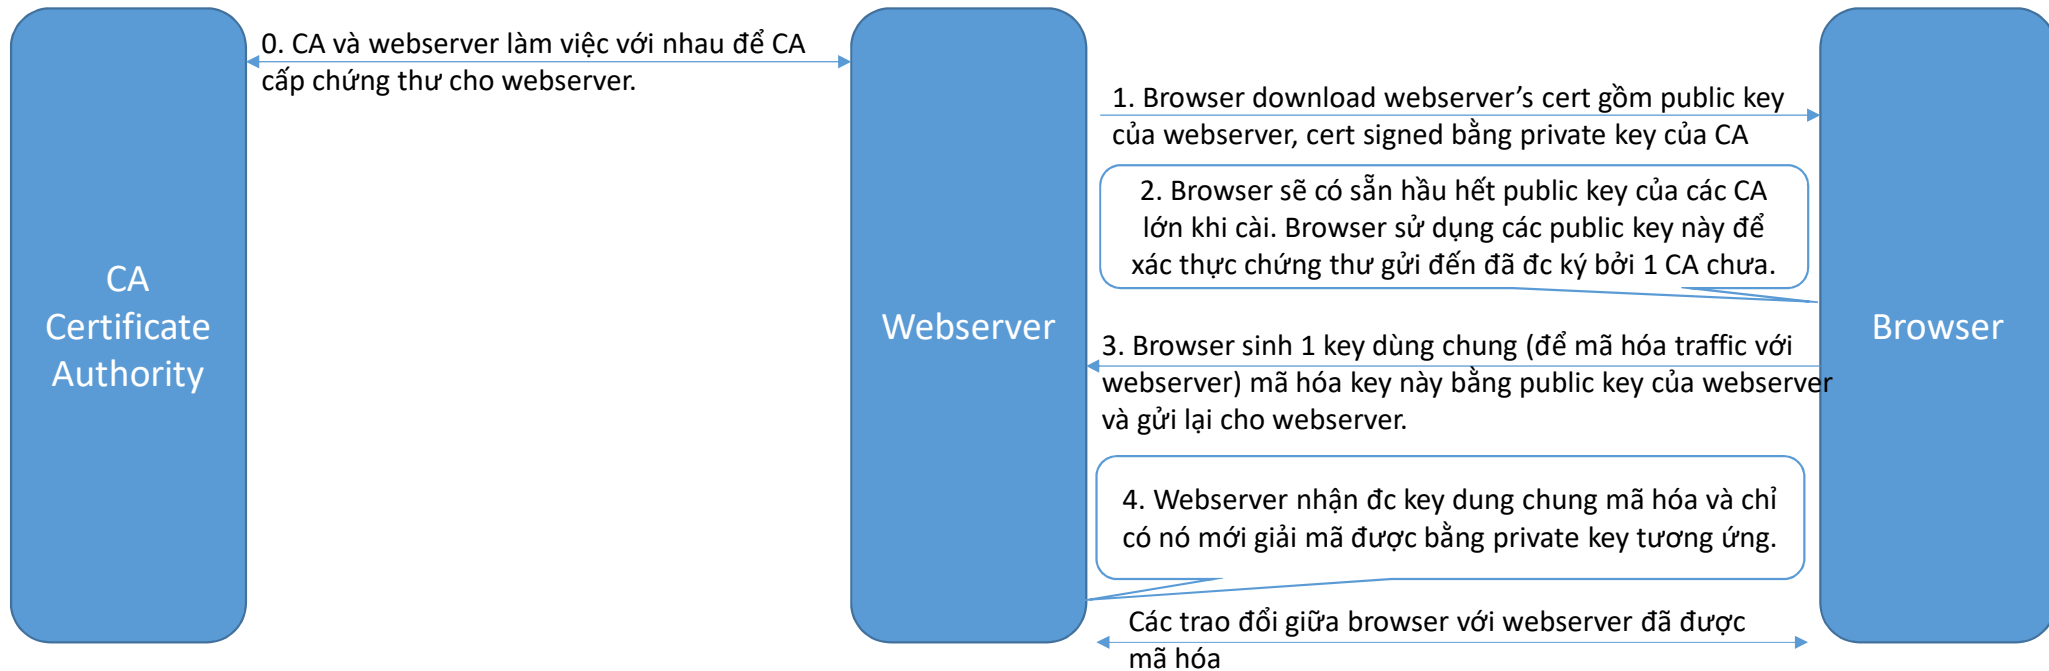 0. CA và webserver làm việc với nhau để CA
cấp chứng thư cho webserver.
1. Browser download webserver’s cert gồm public key
của webserver, cert signed bằng private key của CA
2. Browser sẽ có sẵn hầu hết public key của các CA
lớn khi cài. Browser sử dụng các public key này để
xác thực chứng thư gửi đến đã đc ký bởi 1 CA chưa.
CA
Certificate
Authority
Webserver
Browser
3. Browser sinh 1 key dùng chung (để mã hóa traffic với
webserver) mã hóa key này bằng public key của webserver
và gửi lại cho webserver.
4. Webserver nhận đc key dung chung mã hóa và chỉ
có nó mới giải mã được bằng private key tương ứng.
Các trao đổi giữa browser với webserver đã được
mã hóa